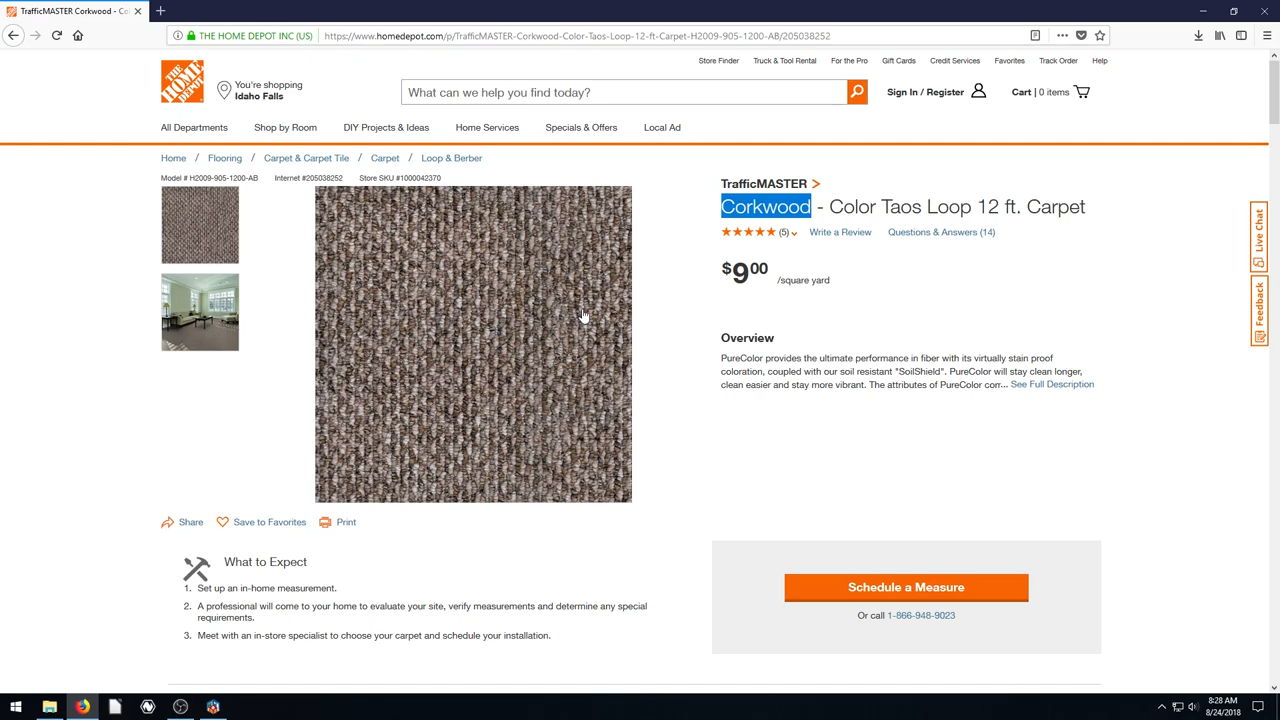 TrafficMASTER Corkwood - Col
THE HOME DEPOT INC (US)
https://www.homedepot.com/p/TrafficMASTER-Corkwood-Color-Taos-Loop-12-ft-Carpet-H2009-905-1200-AB/205038252
Store Finder Truck & Tool Rental For the Pro Gift Cards Credit Services Favorites Track Order Help
THE HOME DEPOT
You're shopping
Idaho Falls
What can we help you find today?
Sign In / Register
Cart | 0 items
All Departments Shop by Room DIY Projects & Ideas Home Services Specials & Offers Local Ad
Home / Flooring / Carpet & Carpet Tile / Carpet / Loop & Berber
Model # H2009-905-1200-AB Internet #205038252 Store SKU #1000042370
TrafficMASTER >
Corkwood - Color Taos Loop 12 ft. Carpet
(5) Write a Review Questions & Answers (14)
$900 /square yard
Overview
PureColor provides the ultimate performance in fiber with its virtually stain proof
coloration, coupled with our soil resistant "SoilShield". PureColor will stay clean longer,
clean easier and stay more vibrant. The attributes of PureColor com... See Full Description
Live Chat
Feedback
Share Save to Favorites Print
What to Expect
1. Set up an in-home measurement.
2. A professional will come to your home to evaluate your site, verify measurements and determine any special
requirements.
3. Meet with an in-store specialist to choose your carpet and schedule your installation.
Schedule a Measure
Or call 1-866-948-9023
8:28 AM
8/24/2018